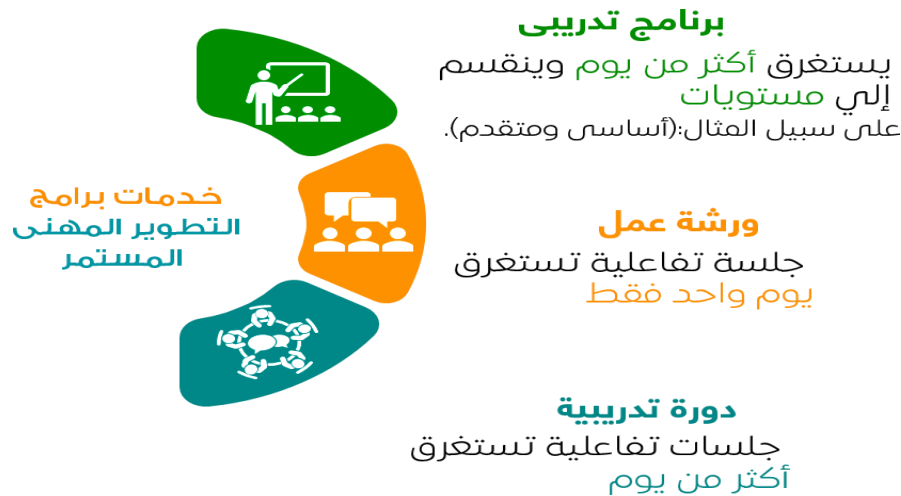 برنامج تدريبى
يستغرق أكثر من يوم وينقسم
إلي مستويات
على سبيل المثال:(أساسى ومتقدم).
خدمات برامج
التطوير المهنى
المستمر
ورشة عمل
جلسة تفاعلية تستغرق
يوم واحد فقط
دورة تدريبية
جلسات تفاعلية تستغرق
أكثر من يوم